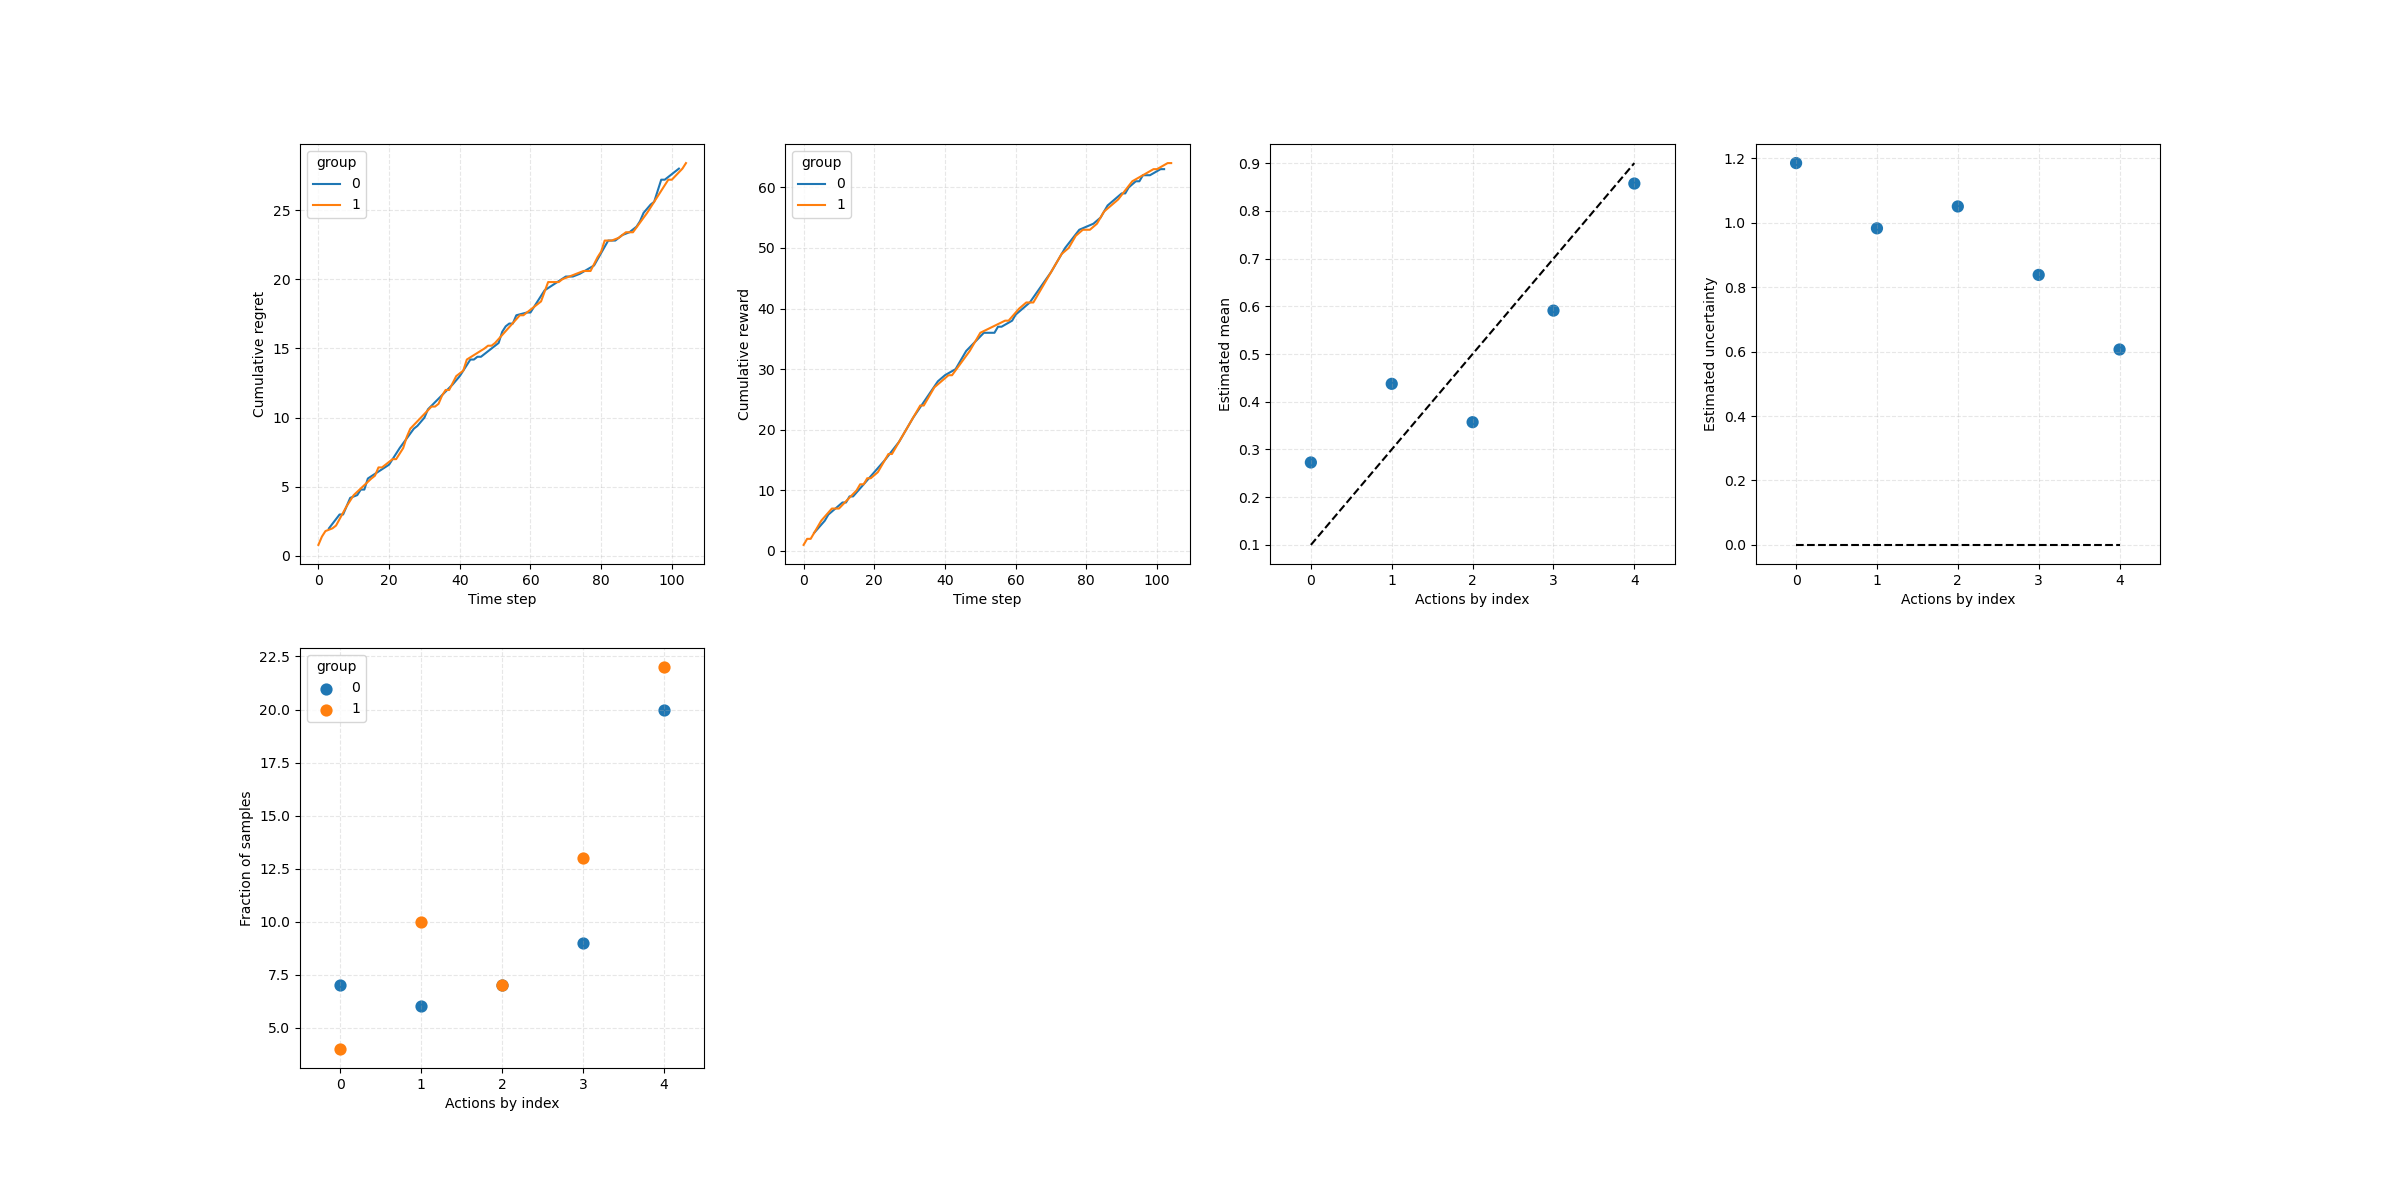 group
0
1
25
20
15
10
5
0
0 20 40 60 80 100
Time step
Cumulative regret
group
0
1
60
50
40
30
20
10
0
0 20 40 60 80 100
Time step
Cumulative reward
0.9
0.8
0.7
0.6
0.5
0.4
0.3
0.2
0.1
0 1 2 3 4
Actions by index
Estimated mean
1.2
1.0
0.8
0.6
0.4
0.2
0.0
0 1 2 3 4
Actions by index
Estimated uncertainty
group
0
1
22.5
20.0
17.5
15.0
12.5
10.0
7.5
5.0
0 1 2 3 4
Actions by index
Fraction of samples